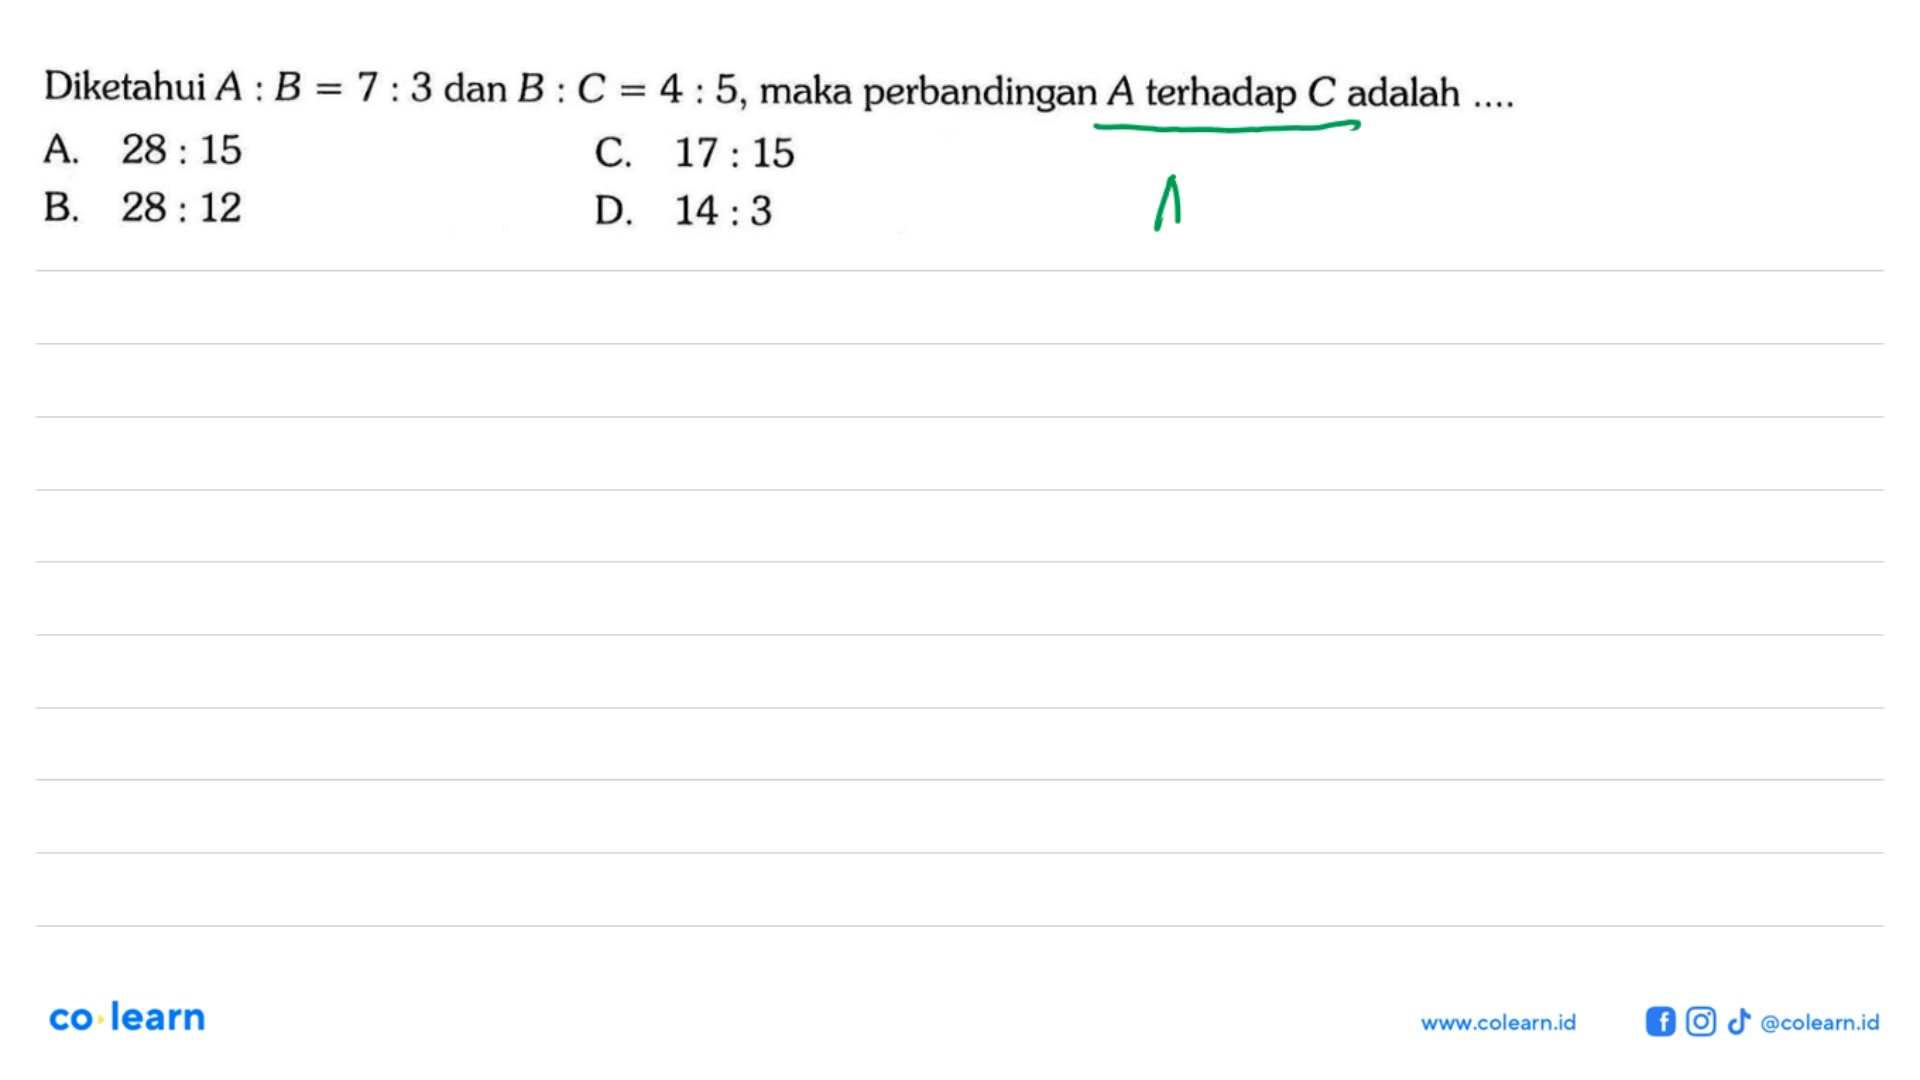 Diketahui A : B = 7 : 3 dan B : C = 4 : 5, maka perbandingan A terhadap C adalah ....
A. 28 : 15 C. 17 : 15
B. 28 : 12 D. 14 : 3
co learn
www.colearn.id @colearn.id